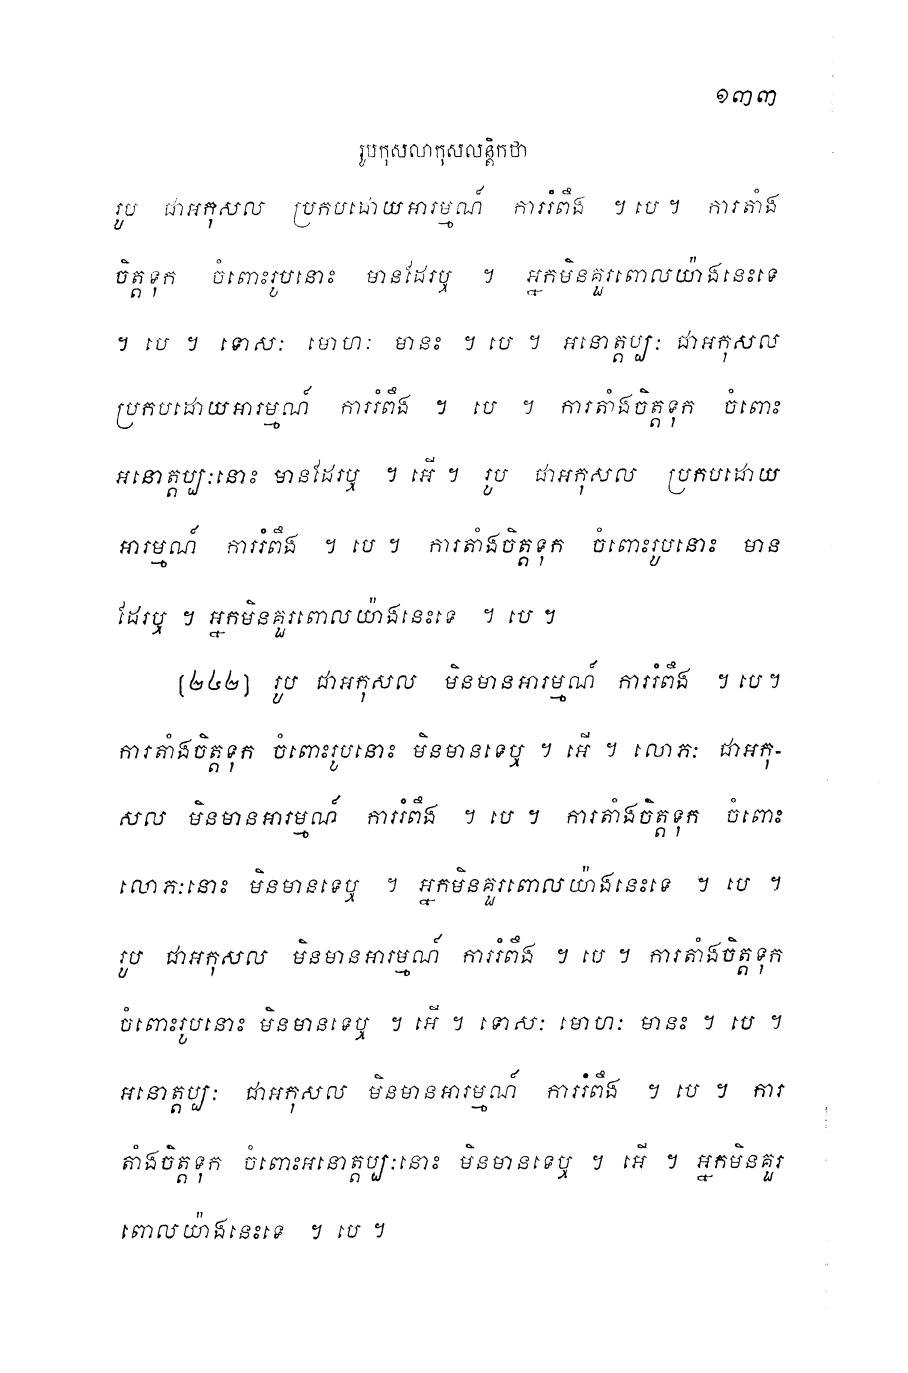 ១៣៣
រូបកុសលាកុសលន្តិកថា
រូប ជាអកុសល ប្រកបដោយអារម្មណ៍ ការរំពឹង ។ បេ ។ ការតាំង
ចិត្តទុក ចំពោះរូបនោះ មានដែរឬ ។ អ្នកមិនគួរពោលយ៉ាងនេះទេ
។ បេ ។ ទោសៈ មោហៈ មានះ ។ បេ ។ អនោត្តប្បៈ ជាអកុសល
ប្រកបដោយអារម្មណ៍ ការរំពឹង ។ បេ ។ ការតាំងចិត្តទុក ចំពោះ
អនោត្តប្បៈនោះ មានដែរឬ ។ អើ ។ រូប ជាអកុសល ប្រកបដោយ
អារម្មណ៍ ការរំពឹង ។ បេ ។ ការតាំងចិត្តទុក ចំពោះរូបនោះ មាន
ដែរឬ ។ អ្នកមិនគួរពោលយ៉ាងនេះទេ ។ បេ ។
(២៤២) រូប ជាអកុសល មិនមានអារម្មណ៍ ការរំពឹង ។ បេ ។
ការតាំងចិត្តទុក ចំពោះរូបនោះ មិនមានទេឬ ។ អើ ។ លោភៈ ជាអកុ-
សល មិនមានអារម្មណ៍ ការរំពឹង ។ បេ ។ ការតាំងចិត្តទុក ចំពោះ
លោភៈនោះ មិនមានទេឬ ។ អ្នកមិនគួរពោលយ៉ាងនេះទេ ។ បេ ។
រូប ជាអកុសល មិនមានអារម្មណ៍ ការរំពឹង ។ បេ ។ ការតាំងចិត្តទុក
ចំពោះរូបនោះ មិនមានទេឬ ។ អើ ។ ទោសៈ មោហៈ មានះ ។ បេ ។
អនោត្តប្បៈ ជាអកុសល មិនមានអារម្មណ៍ ការរំពឹង ។ បេ ។ ការ
តាំងចិត្តទុក ចំពោះអនោត្តប្បៈនោះ មិនមានទេឬ ។ អើ ។ អ្នកមិនគួរ
ពោលយ៉ាងនេះទេ ។ បេ ។